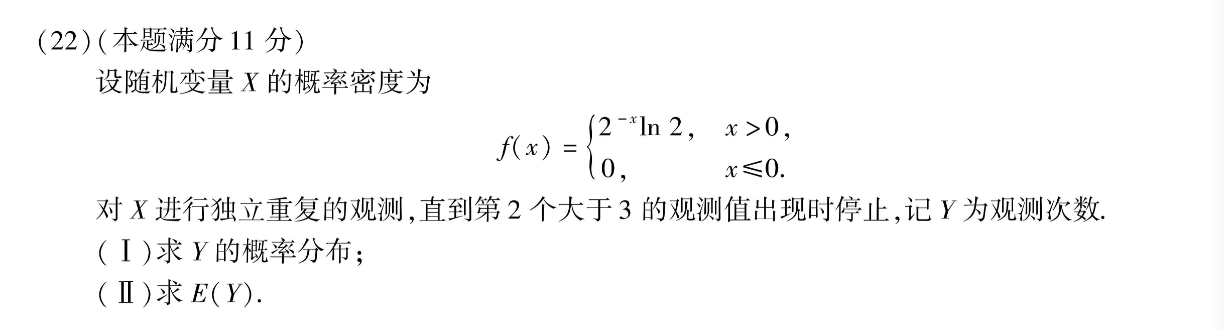 (22)(本题满分 11 分)
设随机变量 X 的概率密度为
f(x) = {2^{-x}ln 2, x>0,
0, x≤0.
对 X 进行独立重复的观测,直到第 2 个大于 3 的观测值出现时停止,记 Y 为观测次数.
(Ⅰ)求 Y 的概率分布;
(Ⅱ)求 E(Y).